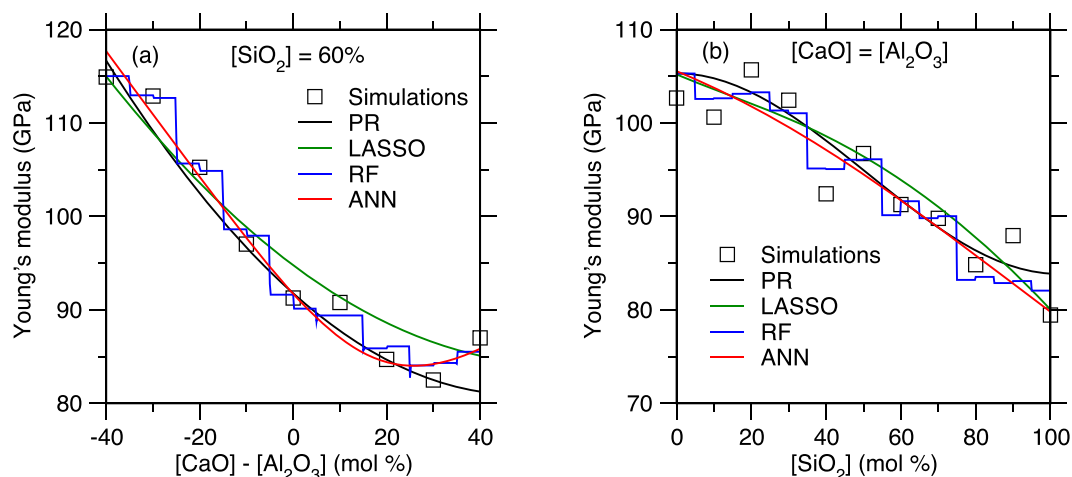 120
110
100
90
80
Young's modulus (GPa)
(a)
[SiO₂] = 60%
Simulations
PR
LASSO
RF
ANN
-40 -20 0 20 40
[CaO] - [Al₂O₃] (mol %)
110
100
90
80
70
Young's modulus (GPa)
(b)
[CaO] = [Al₂O₃]
Simulations
PR
LASSO
RF
ANN
0 20 40 60 80 100
[SiO₂] (mol %)